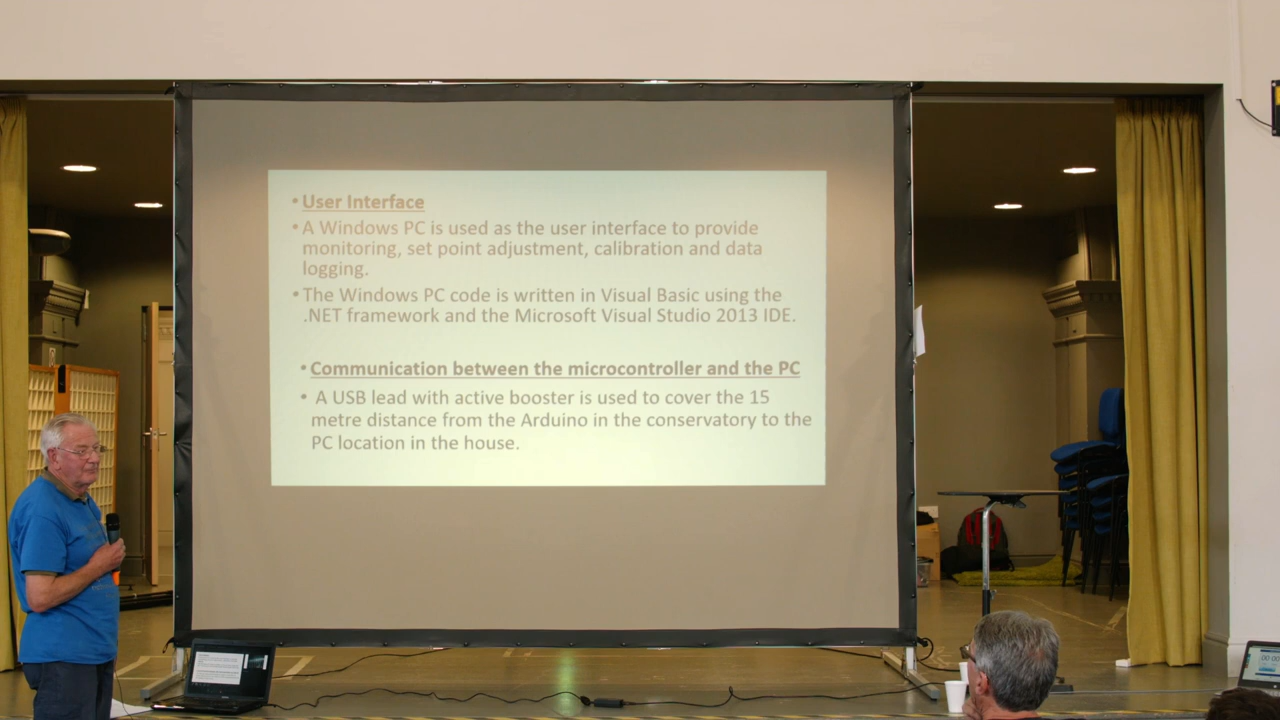 • User Interface
• A Windows PC is used as the user interface to provide
monitoring, set point adjustment, calibration and data
logging.
• The Windows PC code is written in Visual Basic using the
.NET framework and the Microsoft Visual Studio 2013 IDE.
• Communication between the microcontroller and the PC
• A USB lead with active booster is used to cover the 15
metre distance from the Arduino in the conservatory to the
PC location in the house.